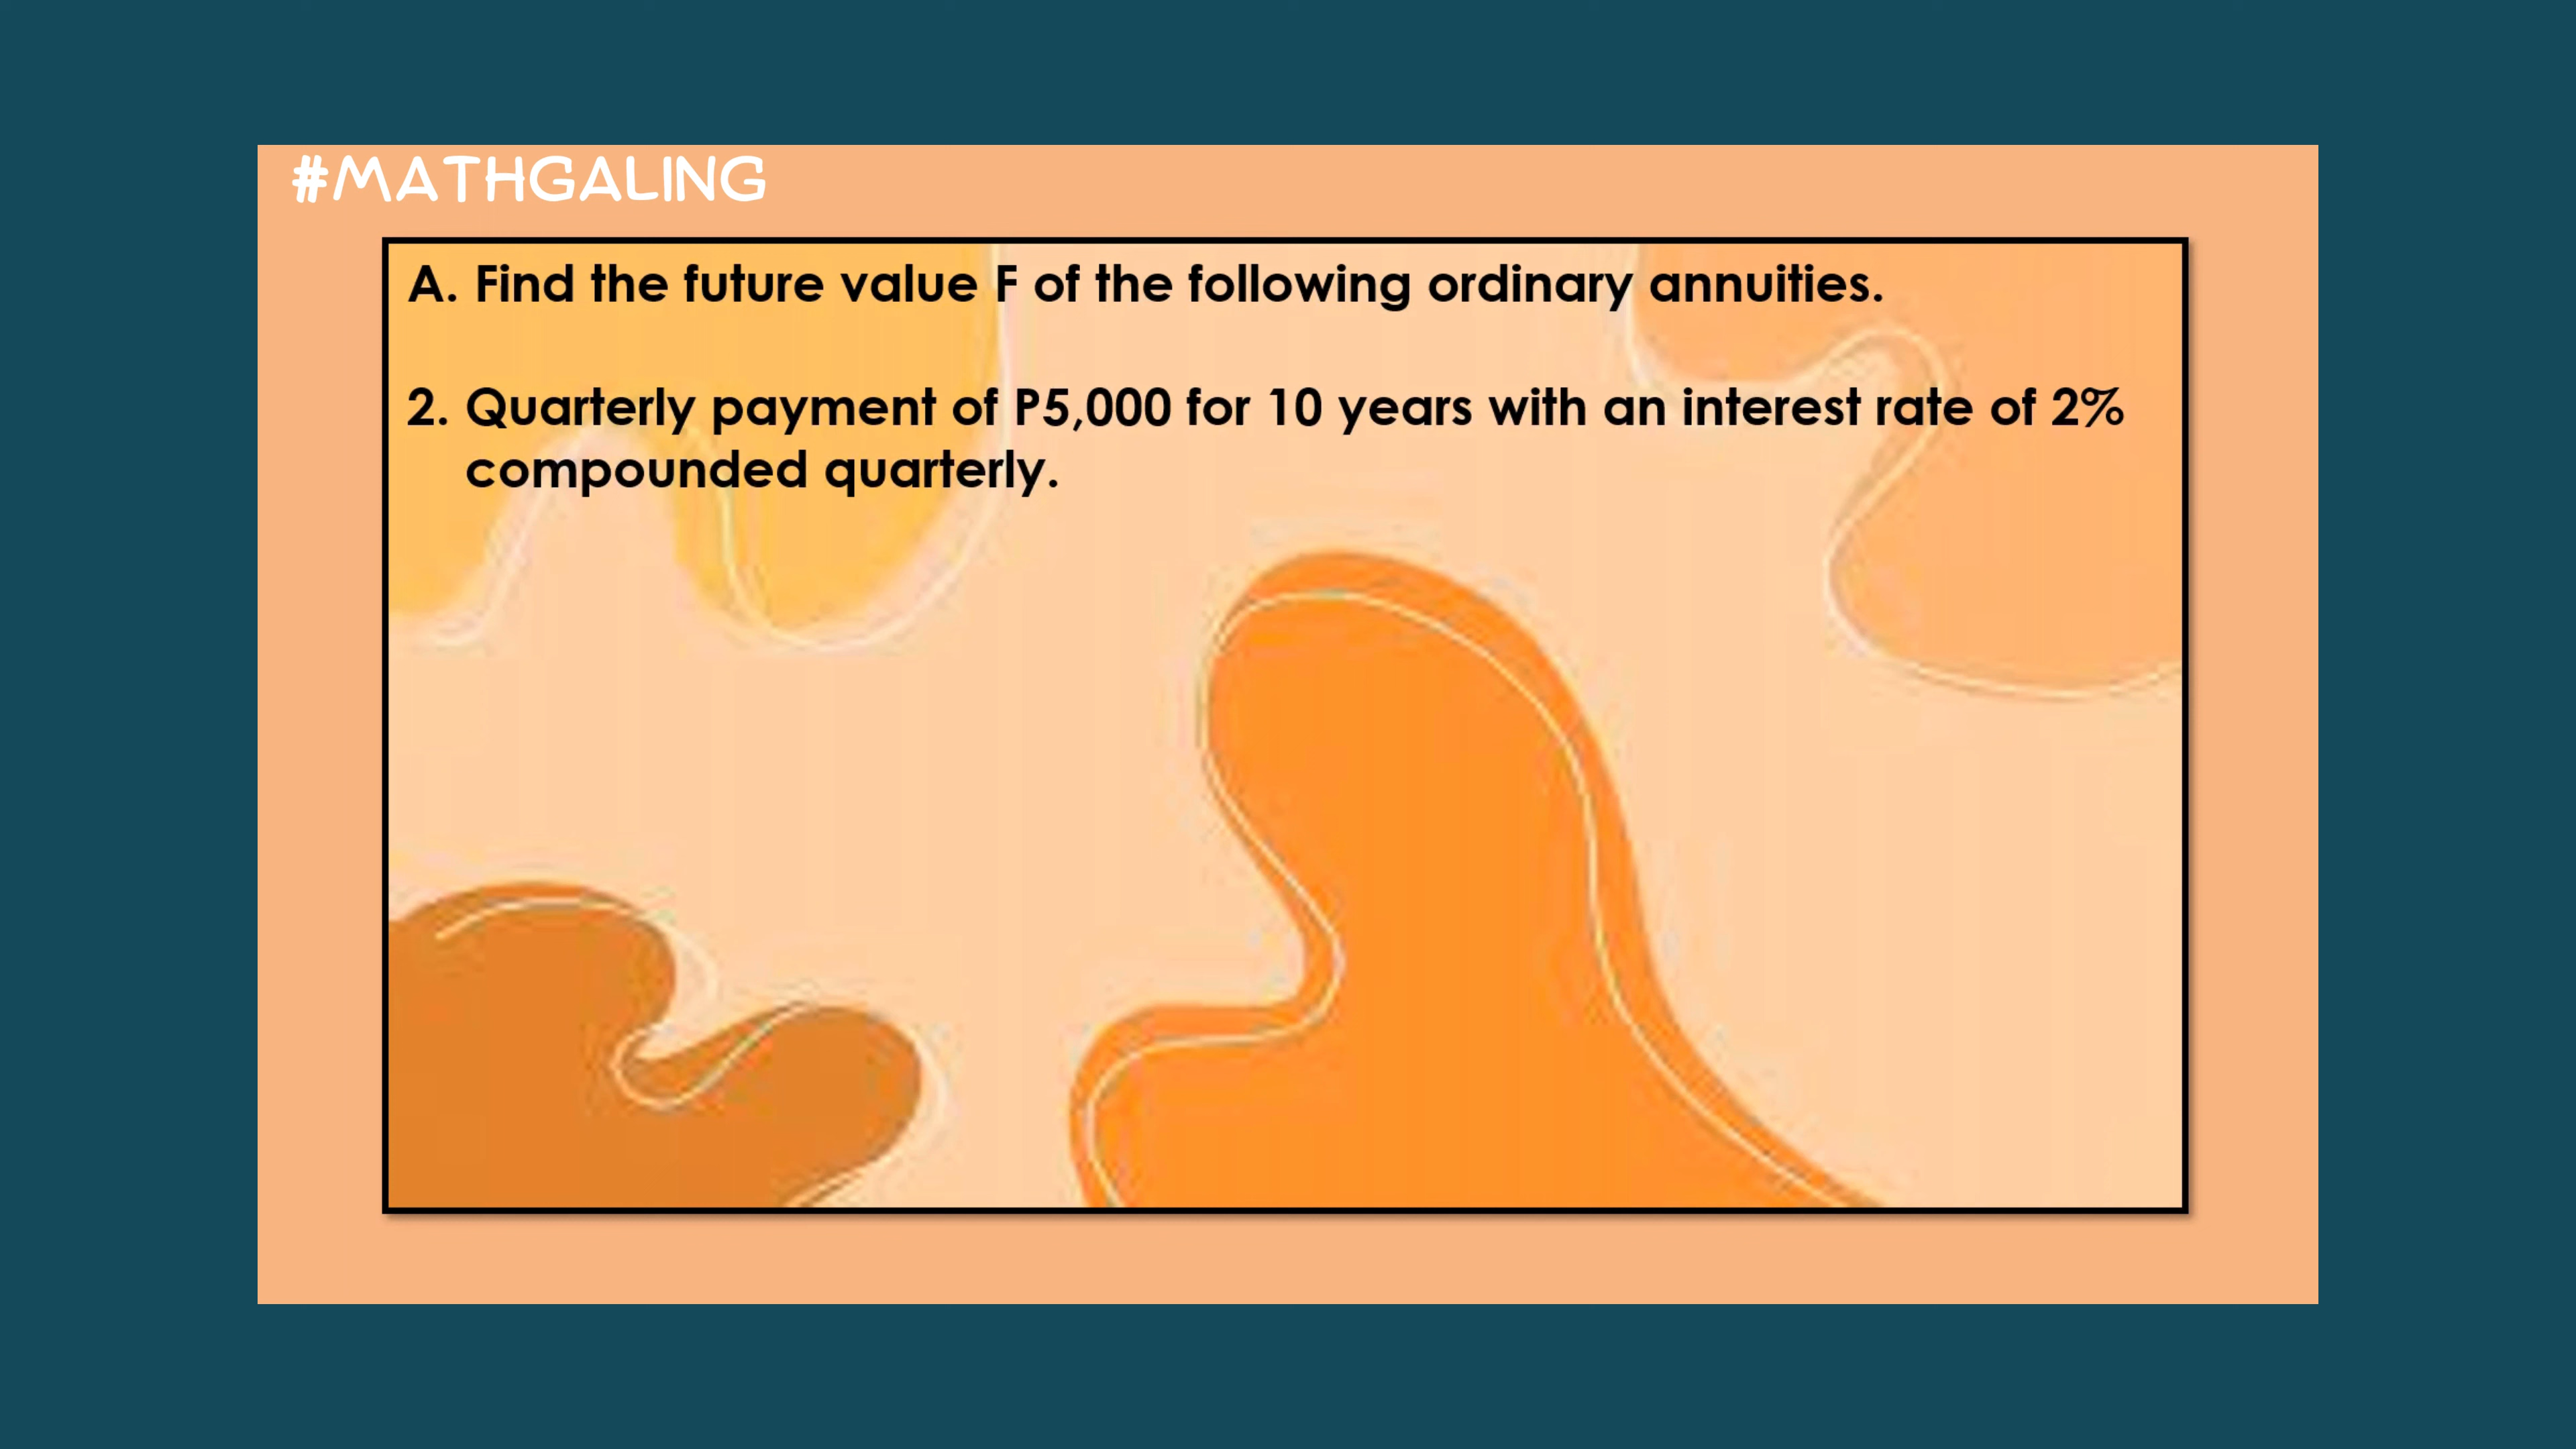 #MATHGALING
A. Find the future value F of the following ordinary annuities.
2. Quarterly payment of P5,000 for 10 years with an interest rate of 2%
compounded quarterly.